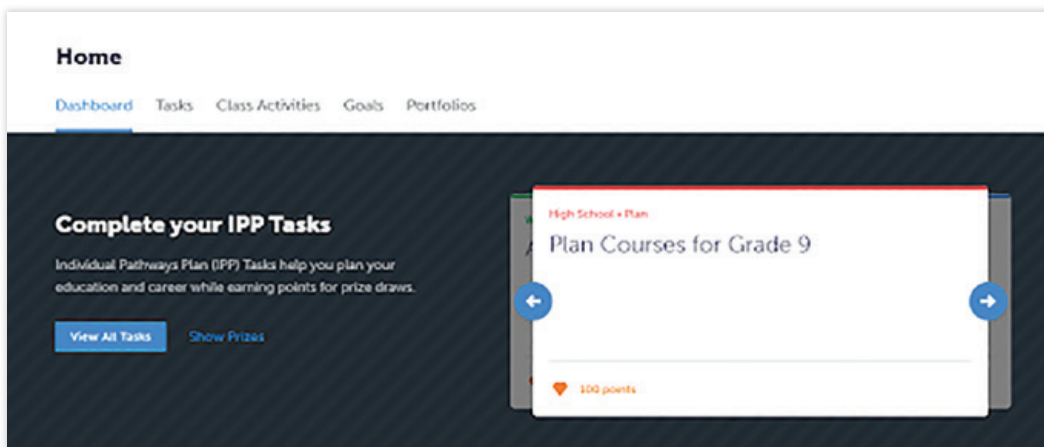 Home
Dashboard Tasks Class Activities Goals Portfolios
Complete your IPP Tasks
Individual Pathways Plan (IPP) Tasks help you plan your
education and career while earning points for prize draws.
View All Tasks Show Prizes
High School • Plan
Plan Courses for Grade 9
100 points